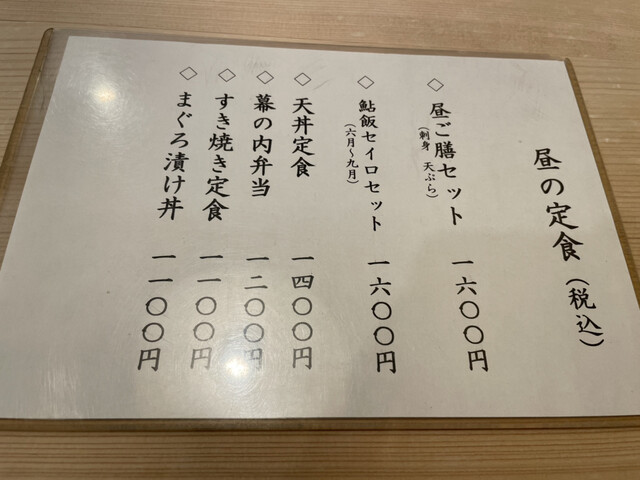 昼の定食(税込)
◇昼ご膳セット 一六〇〇円
(刺身 天ぷら)
◇鮎飯セイロセット 一六〇〇円
(六月〜九月)
◇天丼定食 一四〇〇円
◇幕の内弁当 一二〇〇円
◇すき焼き定食 一一〇〇円
◇まぐろ漬け丼 一一〇〇円